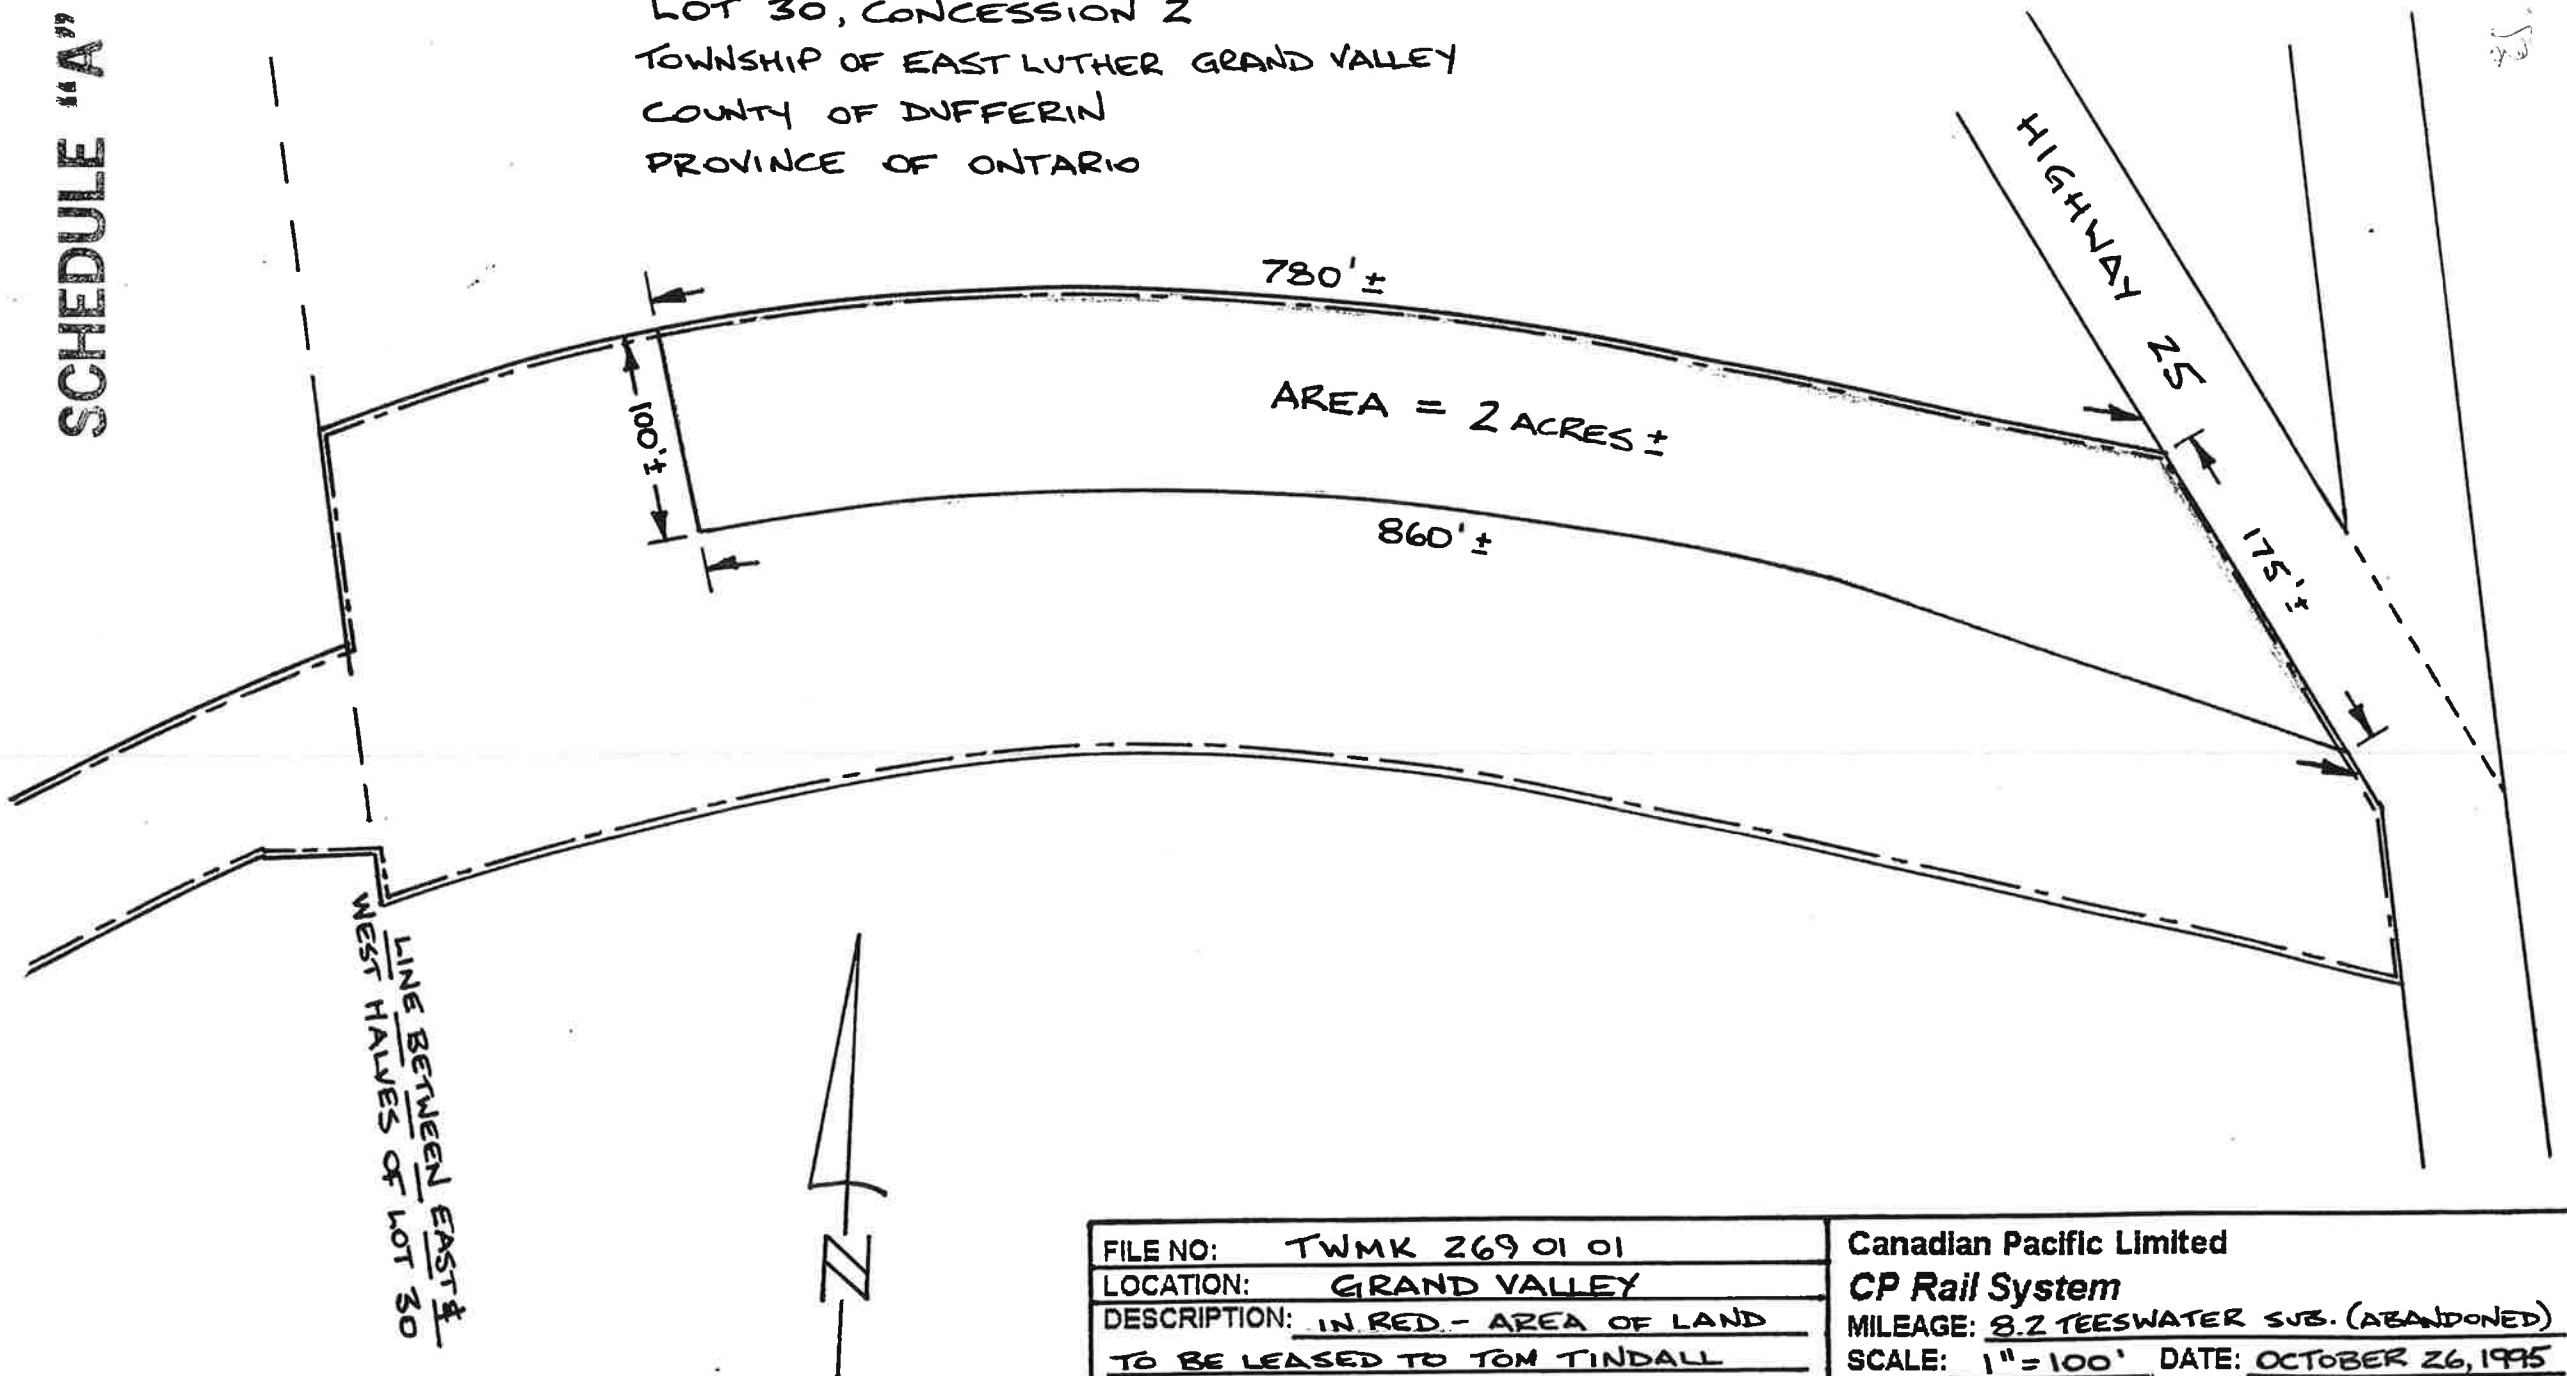 SCHEDULE "A"
LOT 30, CONCESSION 2
TOWNSHIP OF EAST LUTHER GRAND VALLEY
COUNTY OF DUFFERIN
PROVINCE OF ONTARIO
HIGHWAY 25
780'±
100'±
AREA = 2 ACRES ±
860'±
175'±
LINE BETWEEN EAST &
WEST HALVES OF LOT 30
N
FILE NO: TWMK 269 01 01
LOCATION: GRAND VALLEY
DESCRIPTION: IN RED - AREA OF LAND
TO BE LEASED TO TOM TINDALL
Canadian Pacific Limited
CP Rail System
MILEAGE: 8.2 TEESWATER SUB. (ABANDONED)
SCALE: 1"=100' DATE: OCTOBER 26, 1995